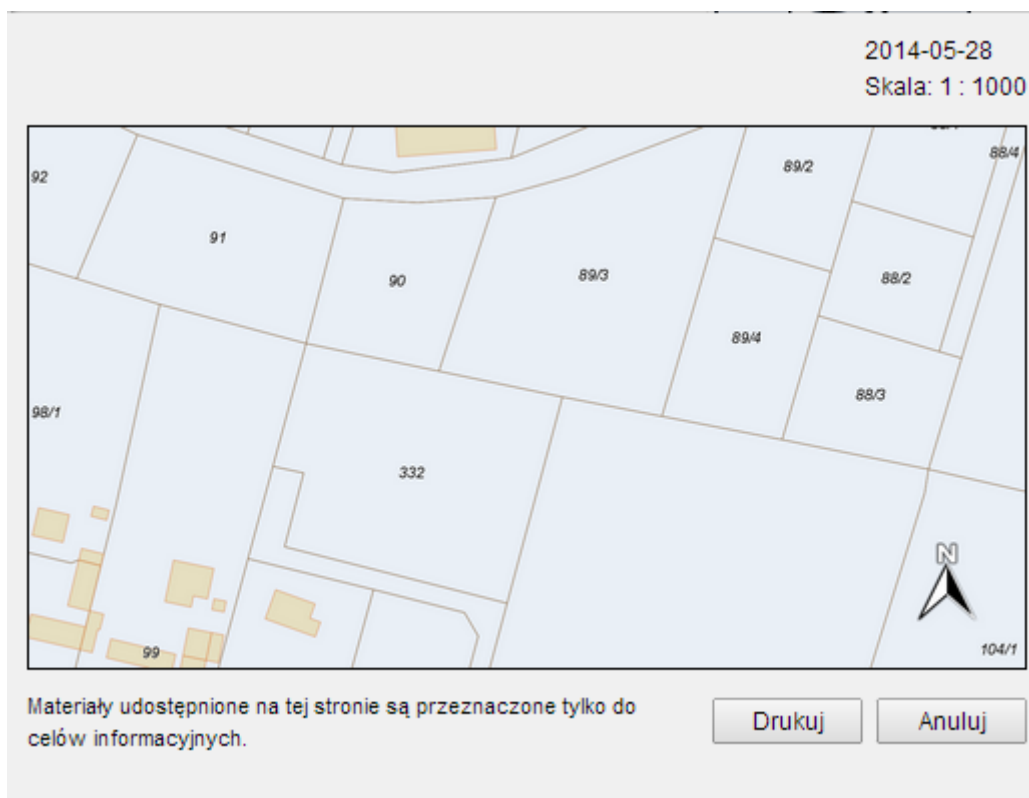 2014-05-28
Skala: 1 : 1000
92
91
90
89/3
89/2
88/4
88/2
89/4
88/3
98/1
332
99
N
104/1
Materiały udostępnione na tej stronie są przeznaczone tylko do
celów informacyjnych.
Drukuj
Anuluj